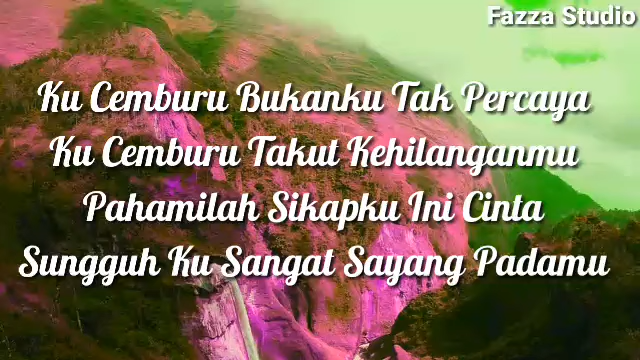 Fazza Studio
Ku Cemburu Bukanku Tak Percaya
Ku Cemburu Takut Kehilanganmu
Pahamilah Sikapku Ini Cinta
Sungguh Ku Sangat Sayang Padamu